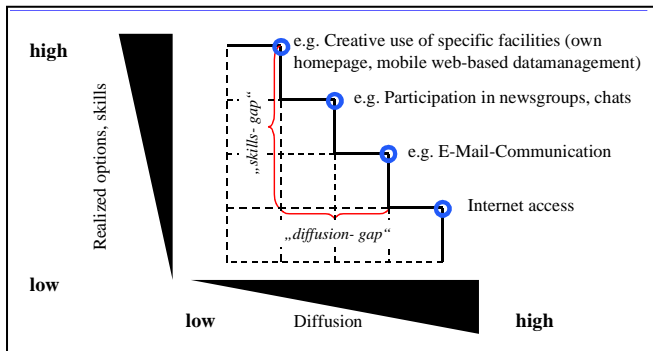 high
e.g. Creative use of specific facilities (own
homepage, mobile web-based datamanagement)
e.g. Participation in newsgroups, chats
Realized options, skills
„skills- gap“
e.g. E-Mail-Communication
Internet access
„diffusion- gap“
low
low
Diffusion
high